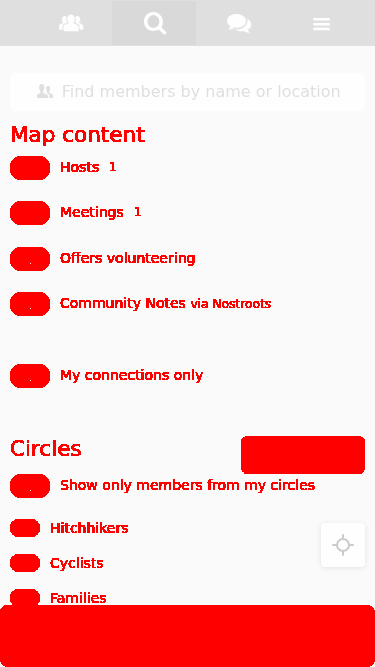 Find members by name or location
Map content
Hosts 1
Meetings 1
Offers volunteering
Community Notes via Nostroots
My connections only
Circles
Show only members from my circles
Hitchhikers
Cyclists
Families